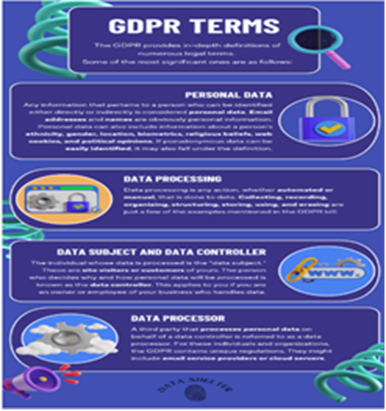 GDPR TERMS
The GDPR provides in-depth definitions of
numerous legal terms.
Some of the most significant ones are as follows:
PERSONAL DATA
Any information that pertains to a person who can be identified
either directly or indirectly is considered personal data. Email
addresses and names are obviously personal information.
Personal data can also include information about a person's
ethnicity, gender, location, biometrics, religious beliefs, web
cookies, and political opinions. If pseudonymous data can be
easily identified, it may also fall under the definition.
DATA PROCESSING
Data processing is any action, whether automated or
manual, that is done to data. Collecting, recording,
organising, structuring, storing, using, and erasing are
just a few of the examples mentioned in the GDPR
DATA SUBJECT AND DATA CONTROLLER
The individual whose data is processed is the "data subject."
These are site visitors or customers of yours. The person
who decides why and how personal data will be processed is
known as the data controller. This applies to you if you are
an owner or employee of your business who handles data.
www.
DATA PROCESSOR
A third party that processes personal data on
behalf of a data controller is referred to as a data
processor. For these individuals and organizations,
the GDPR contains unique regulations. They might
include email service providers or cloud servers.
DATA SHELTER